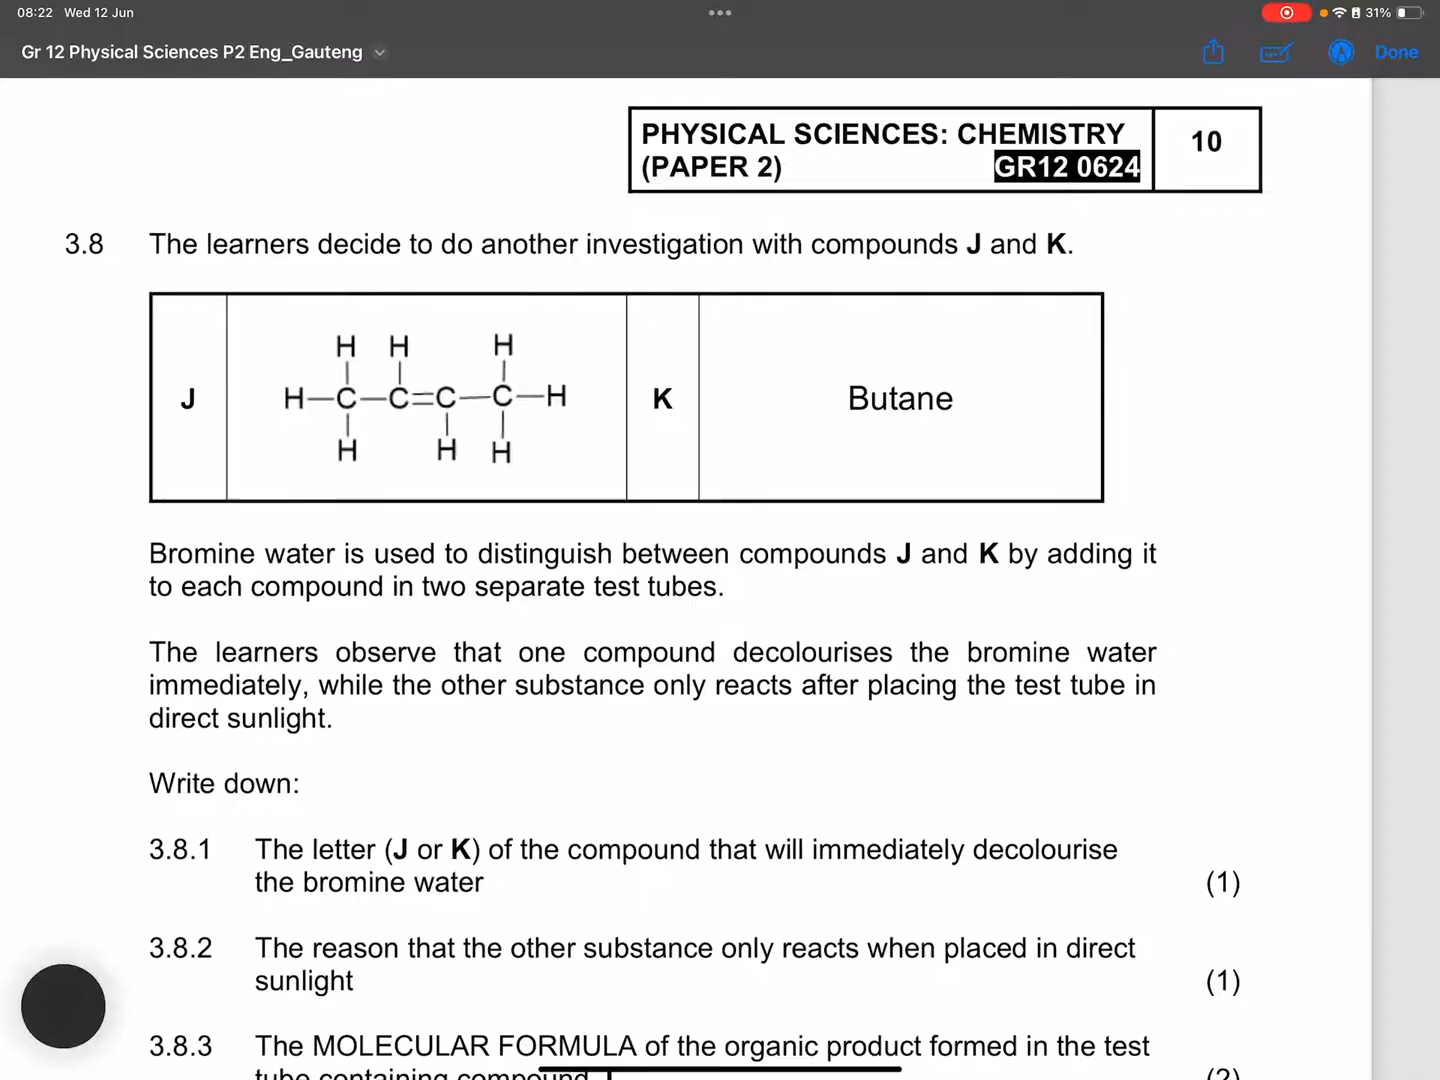 08:22 Wed 12 Jun
31%
Gr 12 Physical Sciences P2 Eng_Gauteng
Done
PHYSICAL SCIENCES: CHEMISTRY
(PAPER 2) GR12 0624
10
3.8 The learners decide to do another investigation with compounds J and K.
H H H
J H–C–C=C–C–H K Butane
H H H
Bromine water is used to distinguish between compounds J and K by adding it
to each compound in two separate test tubes.
The learners observe that one compound decolourises the bromine water
immediately, while the other substance only reacts after placing the test tube in
direct sunlight.
Write down:
3.8.1 The letter (J or K) of the compound that will immediately decolourise
the bromine water (1)
3.8.2 The reason that the other substance only reacts when placed in direct
sunlight (1)
3.8.3 The MOLECULAR FORMULA of the organic product formed in the test
tube containing compound J (2)